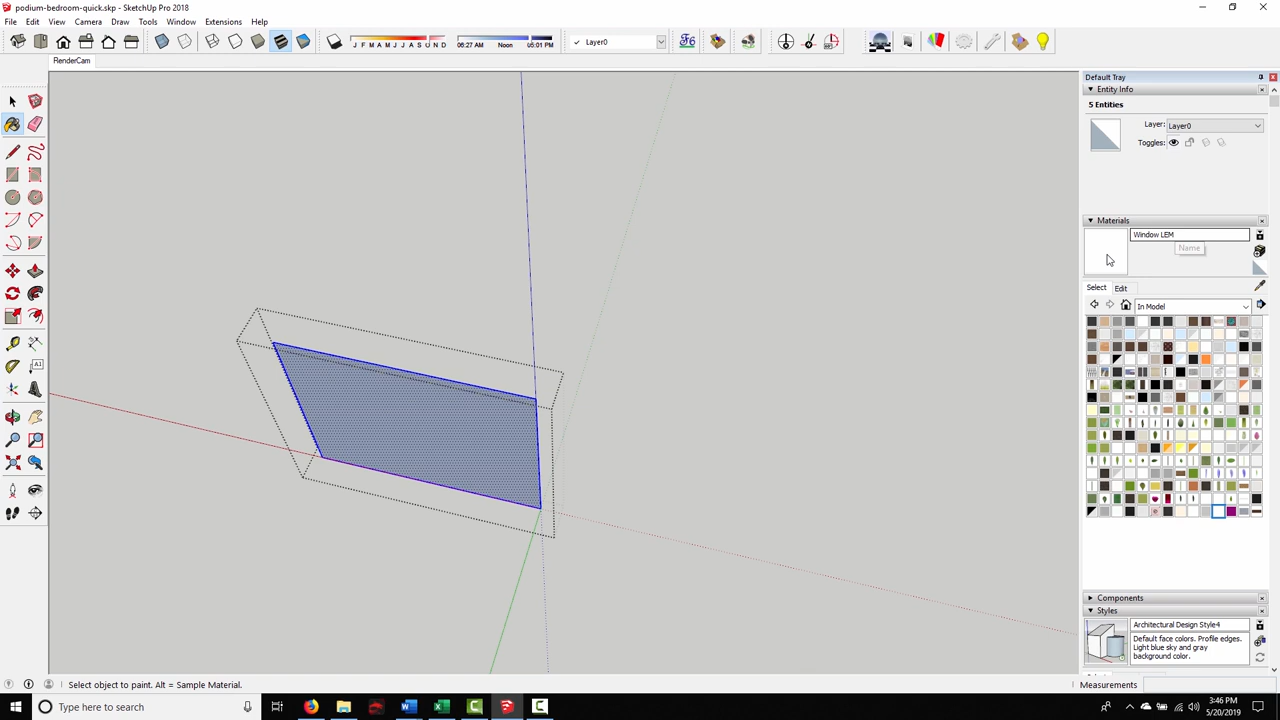 podium-bedroom-quick.skp - SketchUp Pro 2018
File Edit View Camera Draw Tools Window Extensions Help
J F M A M J J A S O N D
06:27 AM Noon 05:01 PM
Layer0
RenderCam
Default Tray
Entity Info
5 Entities
Layer: Layer0
Toggles:
Materials
Window LEM
Name
Select Edit
In Model
Components
Styles
Architectural Design Style4
Default face colors. Profile edges. Light blue sky and gray background color.
Select object to paint. Alt = Sample Material.
Measurements
Type here to search
3:46 PM
5/20/2019